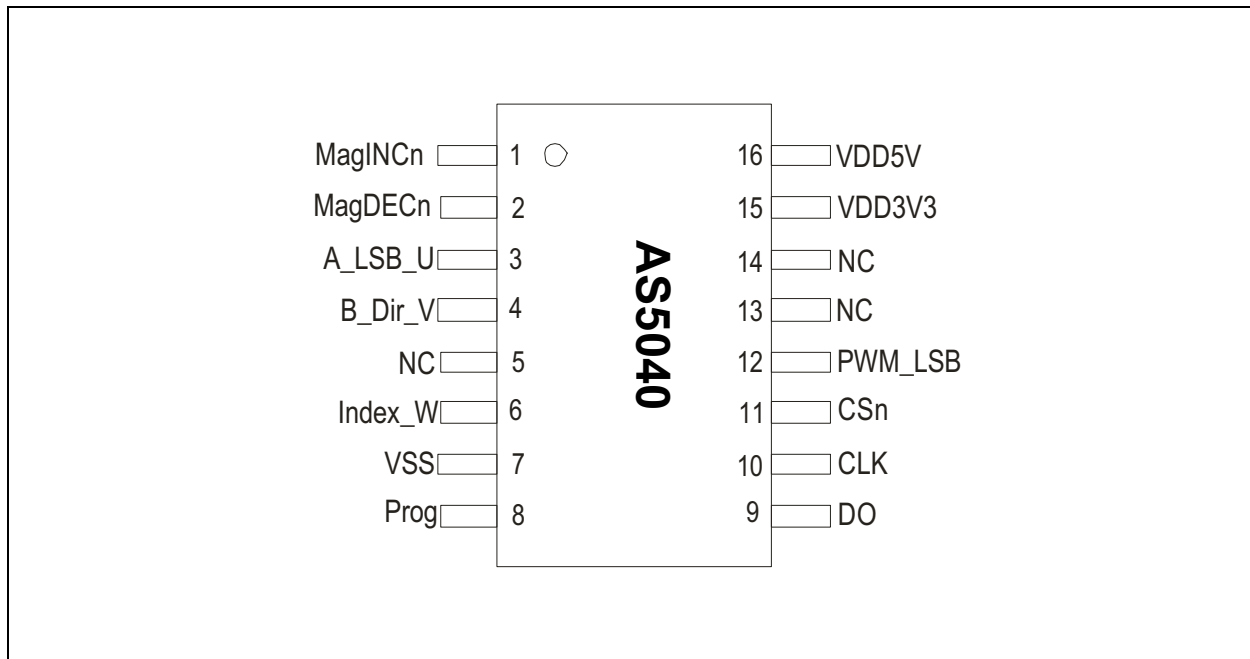 MagINCn 1 16 VDD5V
MagDECn 2 15 VDD3V3
A_LSB_U 3 14 NC
B_Dir_V 4 13 NC
NC 5 12 PWM_LSB
Index_W 6 11 CSn
VSS 7 10 CLK
Prog 8 9 DO
AS5040